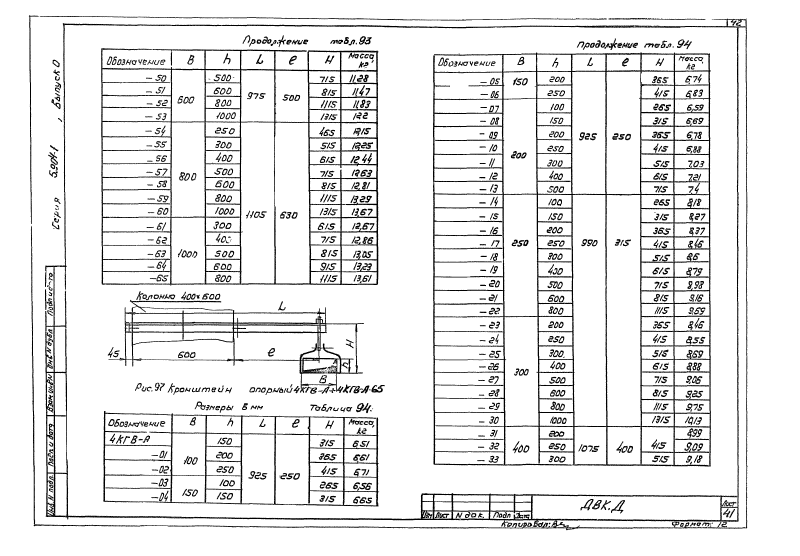 42
Продолжение табл. 93
Обозначение B h L e H Масса, кг
-50 600 500 975 500 715 11,28
-51 600 815 11,47
-52 800 1115 11,83
-53 1000 1315 12,2
-54 800 250 1105 630 465 12,15
-55 300 515 12,25
-56 400 615 12,44
-57 500 715 12,63
-58 600 815 12,81
-59 800 1115 13,29
-60 1000 1315 13,67
-61 1000 300 615 12,67
-62 400 715 12,86
-63 500 815 13,05
-64 600 915 13,23
-65 800 1115 13,61
Колонна 400х600
L
H
h
45 600 e
B
Рис. 97 Кронштейн опорный 4КГВ-А÷4КГВ-А-65
Размеры в мм Таблица 94.
Обозначение B h L e H Масса, кг
4КГВ-А 100 150 925 250 315 6,51
-01 200 365 6,61
-02 250 415 6,71
-03 150 100 265 6,56
-04 150 315 6,65
Продолжение табл. 94
Обозначение B h L e H Масса, кг
-05 150 200 925 250 365 6,74
-06 250 415 6,83
-07 200 100 265 6,59
-08 150 315 6,69
-09 200 365 6,78
-10 250 415 6,88
-11 300 515 7,03
-12 400 615 7,21
-13 500 715 7,4
-14 250 100 990 315 265 8,18
-15 150 315 8,27
-16 200 365 8,37
-17 250 415 8,46
-18 300 515 8,6
-19 400 615 8,79
-20 500 715 8,98
-21 600 815 9,16
-22 800 1115 9,69
-23 300 200 365 8,46
-24 250 415 8,55
-25 300 515 8,69
-26 400 615 8,88
-27 500 715 9,06
-28 600 815 9,25
-29 800 1115 9,75
-30 1000 1315 10,13
-31 400 200 1075 400 8,99
-32 250 415 9,09
-33 300 515 9,18
Серия 5.904-1, Выпуск 0
Инв. N подл. Подп. и дата Взам. инв. N Инв. N дубл. Подп. и дата
Изм Лист N док. Подп. Дата
ДВК.Д
Лист
41
Копировал:
Формат: 12